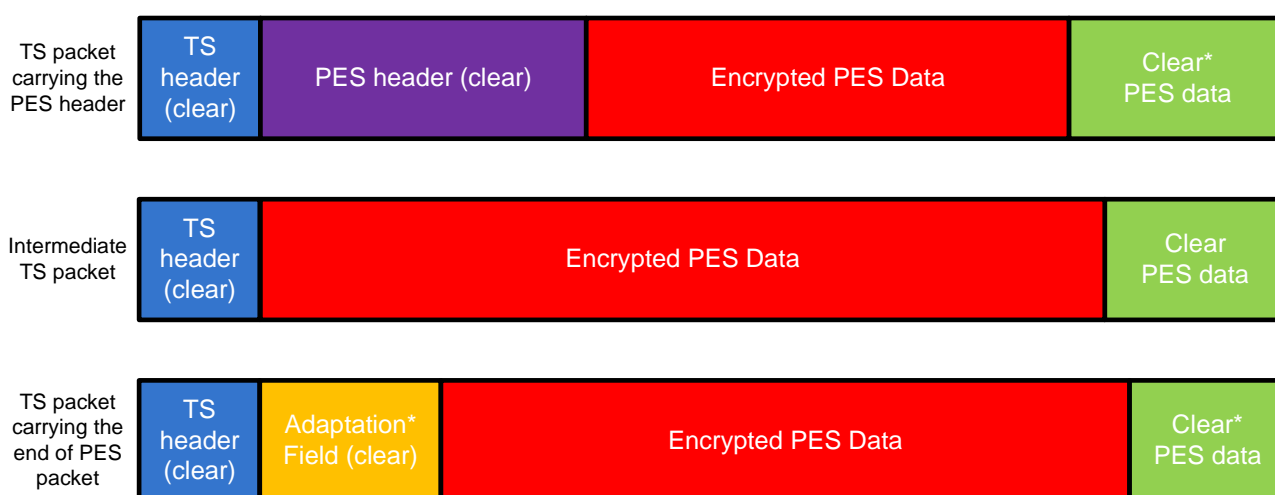 TS packet
carrying the
PES header
TS
header
(clear)
PES header (clear)
Encrypted PES Data
Clear*
PES data
Intermediate
TS packet
TS
header
(clear)
Encrypted PES Data
Clear
PES data
TS packet
carrying the
end of PES
packet
TS
header
(clear)
Adaptation*
Field (clear)
Encrypted PES Data
Clear*
PES data